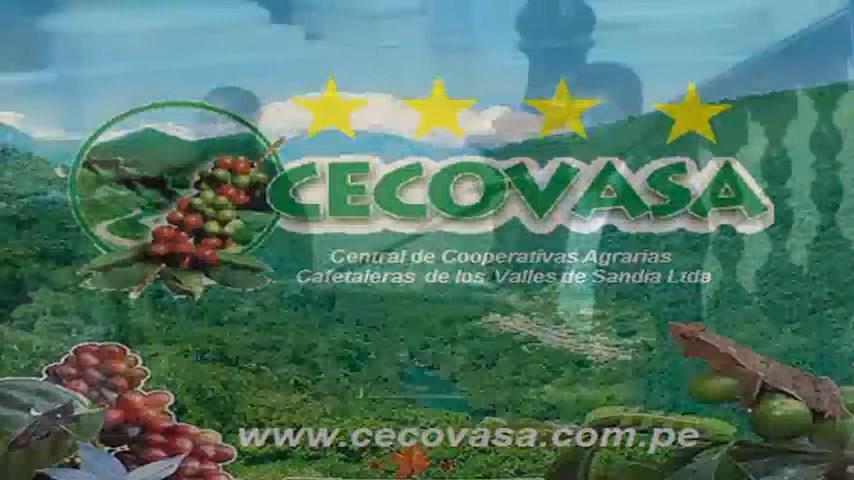 CECOVASA
Central de Cooperativas Agrarias
Cafetaleras de los Valles de Sandia Ltda
www.cecovasa.com.pe